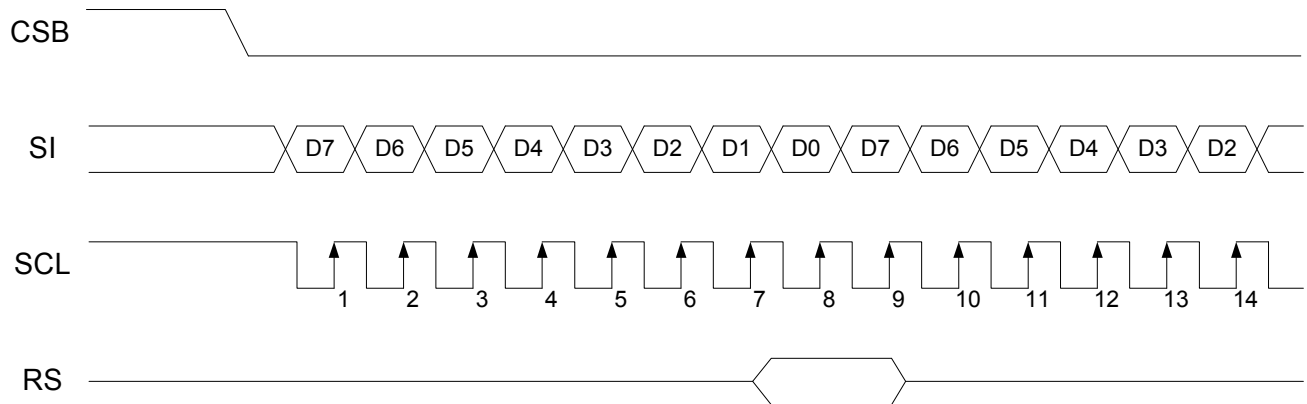 CSB
SI D7 D6 D5 D4 D3 D2 D1 D0 D7 D6 D5 D4 D3 D2
SCL
1 2 3 4 5 6 7 8 9 10 11 12 13 14
RS